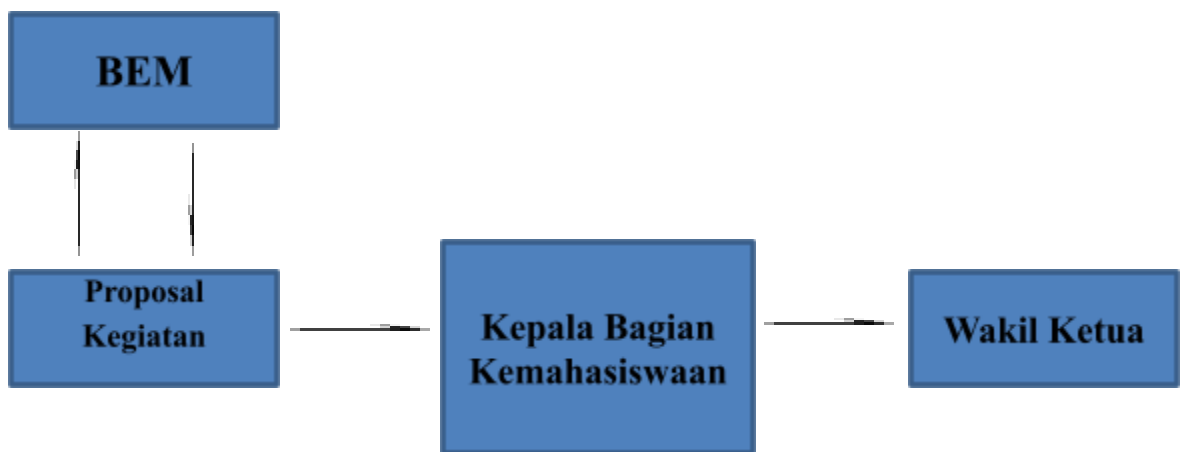 BEM
Proposal
Kegiatan
Kepala Bagian
Kemahasiswaan
Wakil Ketua